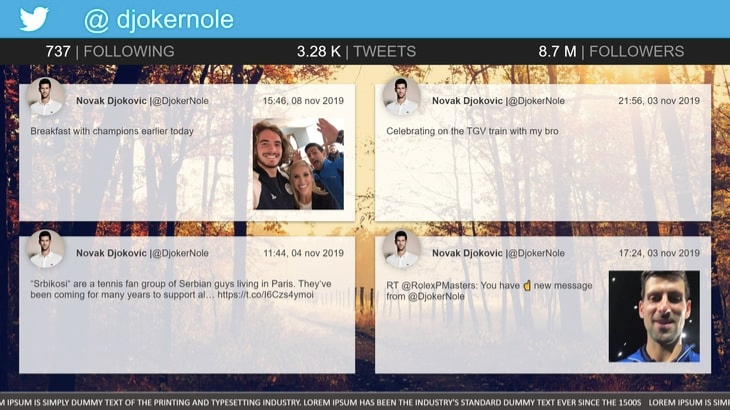 @ djokernole
737 | FOLLOWING 3.28 K | TWEETS 8.7 M | FOLLOWERS
Novak Djokovic |@DjokerNole 15:46, 08 nov 2019
Breakfast with champions earlier today
Novak Djokovic |@DjokerNole 21:56, 03 nov 2019
Celebrating on the TGV train with my bro
Novak Djokovic |@DjokerNole 11:44, 04 nov 2019
“Srbikosi” are a tennis fan group of Serbian guys living in Paris. They’ve
been coming for many years to support al… https://t.co/I6Czs4ymoi
Novak Djokovic |@DjokerNole 17:24, 03 nov 2019
RT @RolexPMasters: You have ☝ new message
from @DjokerNole
M IPSUM IS SIMPLY DUMMY TEXT OF THE PRINTING AND TYPESETTING INDUSTRY. LOREM IPSUM HAS BEEN THE INDUSTRY'S STANDARD DUMMY TEXT EVER SINCE THE 1500S LOREM IPSUM IS SIMP